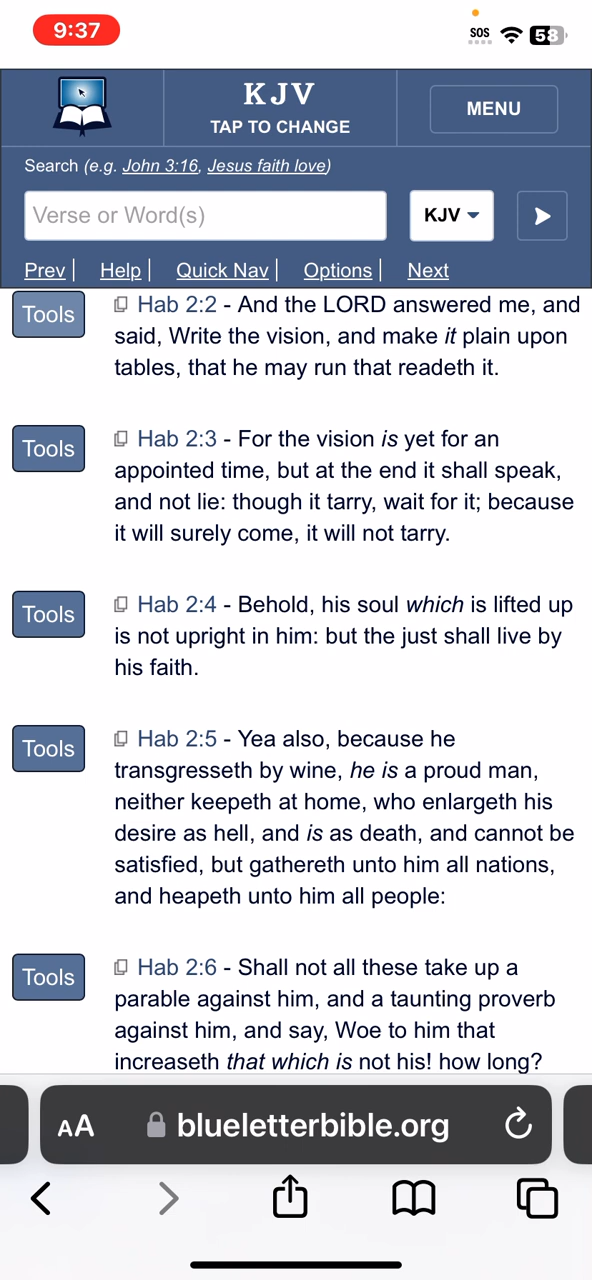 9:37
SOS
58
KJV
TAP TO CHANGE
MENU
Search (e.g. John 3:16, Jesus faith love)
Verse or Word(s)
KJV
Prev | Help | Quick Nav | Options | Next
Tools
Hab 2:2 - And the LORD answered me, and
said, Write the vision, and make it plain upon
tables, that he may run that readeth it.
Tools
Hab 2:3 - For the vision is yet for an
appointed time, but at the end it shall speak,
and not lie: though it tarry, wait for it; because
it will surely come, it will not tarry.
Tools
Hab 2:4 - Behold, his soul which is lifted up
is not upright in him: but the just shall live by
his faith.
Tools
Hab 2:5 - Yea also, because he
transgresseth by wine, he is a proud man,
neither keepeth at home, who enlargeth his
desire as hell, and is as death, and cannot be
satisfied, but gathereth unto him all nations,
and heapeth unto him all people:
Tools
Hab 2:6 - Shall not all these take up a
parable against him, and a taunting proverb
against him, and say, Woe to him that
increaseth that which is not his! how long?
AA
blueletterbible.org